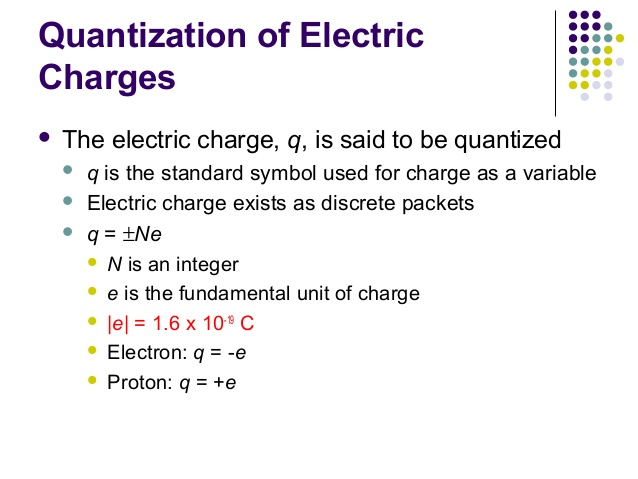 Quantization of Electric
Charges
The electric charge, q, is said to be quantized
q is the standard symbol used for charge as a variable
Electric charge exists as discrete packets
q = ±Ne
N is an integer
e is the fundamental unit of charge
|e| = 1.6 x 10⁻¹⁹ C
Electron: q = -e
Proton: q = +e